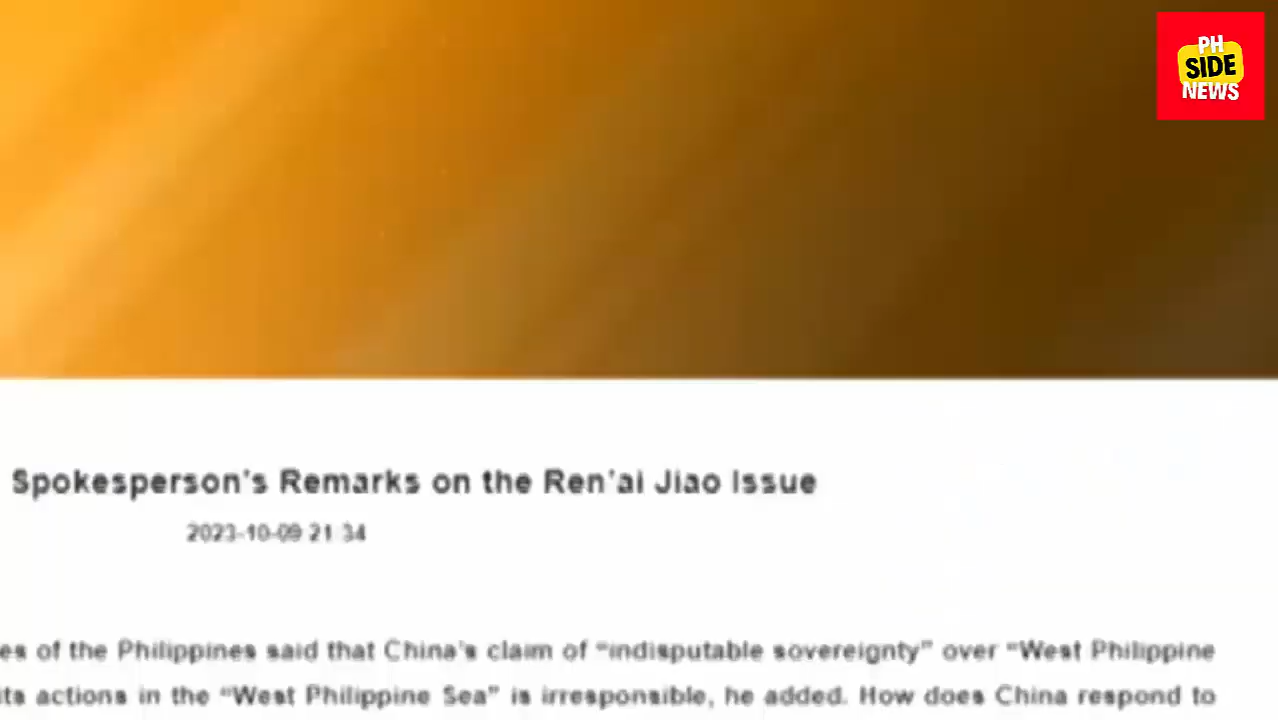 PH
SIDE
NEWS
Spokesperson's Remarks on the Ren'ai Jiao Issue
2023-10-09 21:34
es of the Philippines said that China's claim of “indisputable sovereignty” over “West Philippine
its actions in the “West Philippine Sea” is irresponsible, he added. How does China respond to